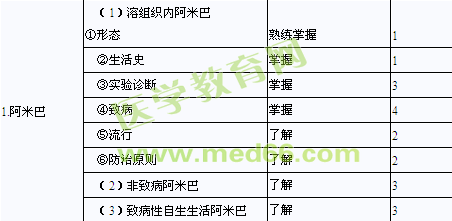 (1)溶组织内阿米巴
①形态 熟练掌握 1
②生活史 掌握 1
③实验诊断 掌握 3
1.阿米巴 ④致病 掌握 4
⑤流行 了解 2
⑥防治原则 了解 2
(2)非致病阿米巴 了解 3
(3)致病性自生生活阿米巴 了解 3
医学教育网
www.med66.com